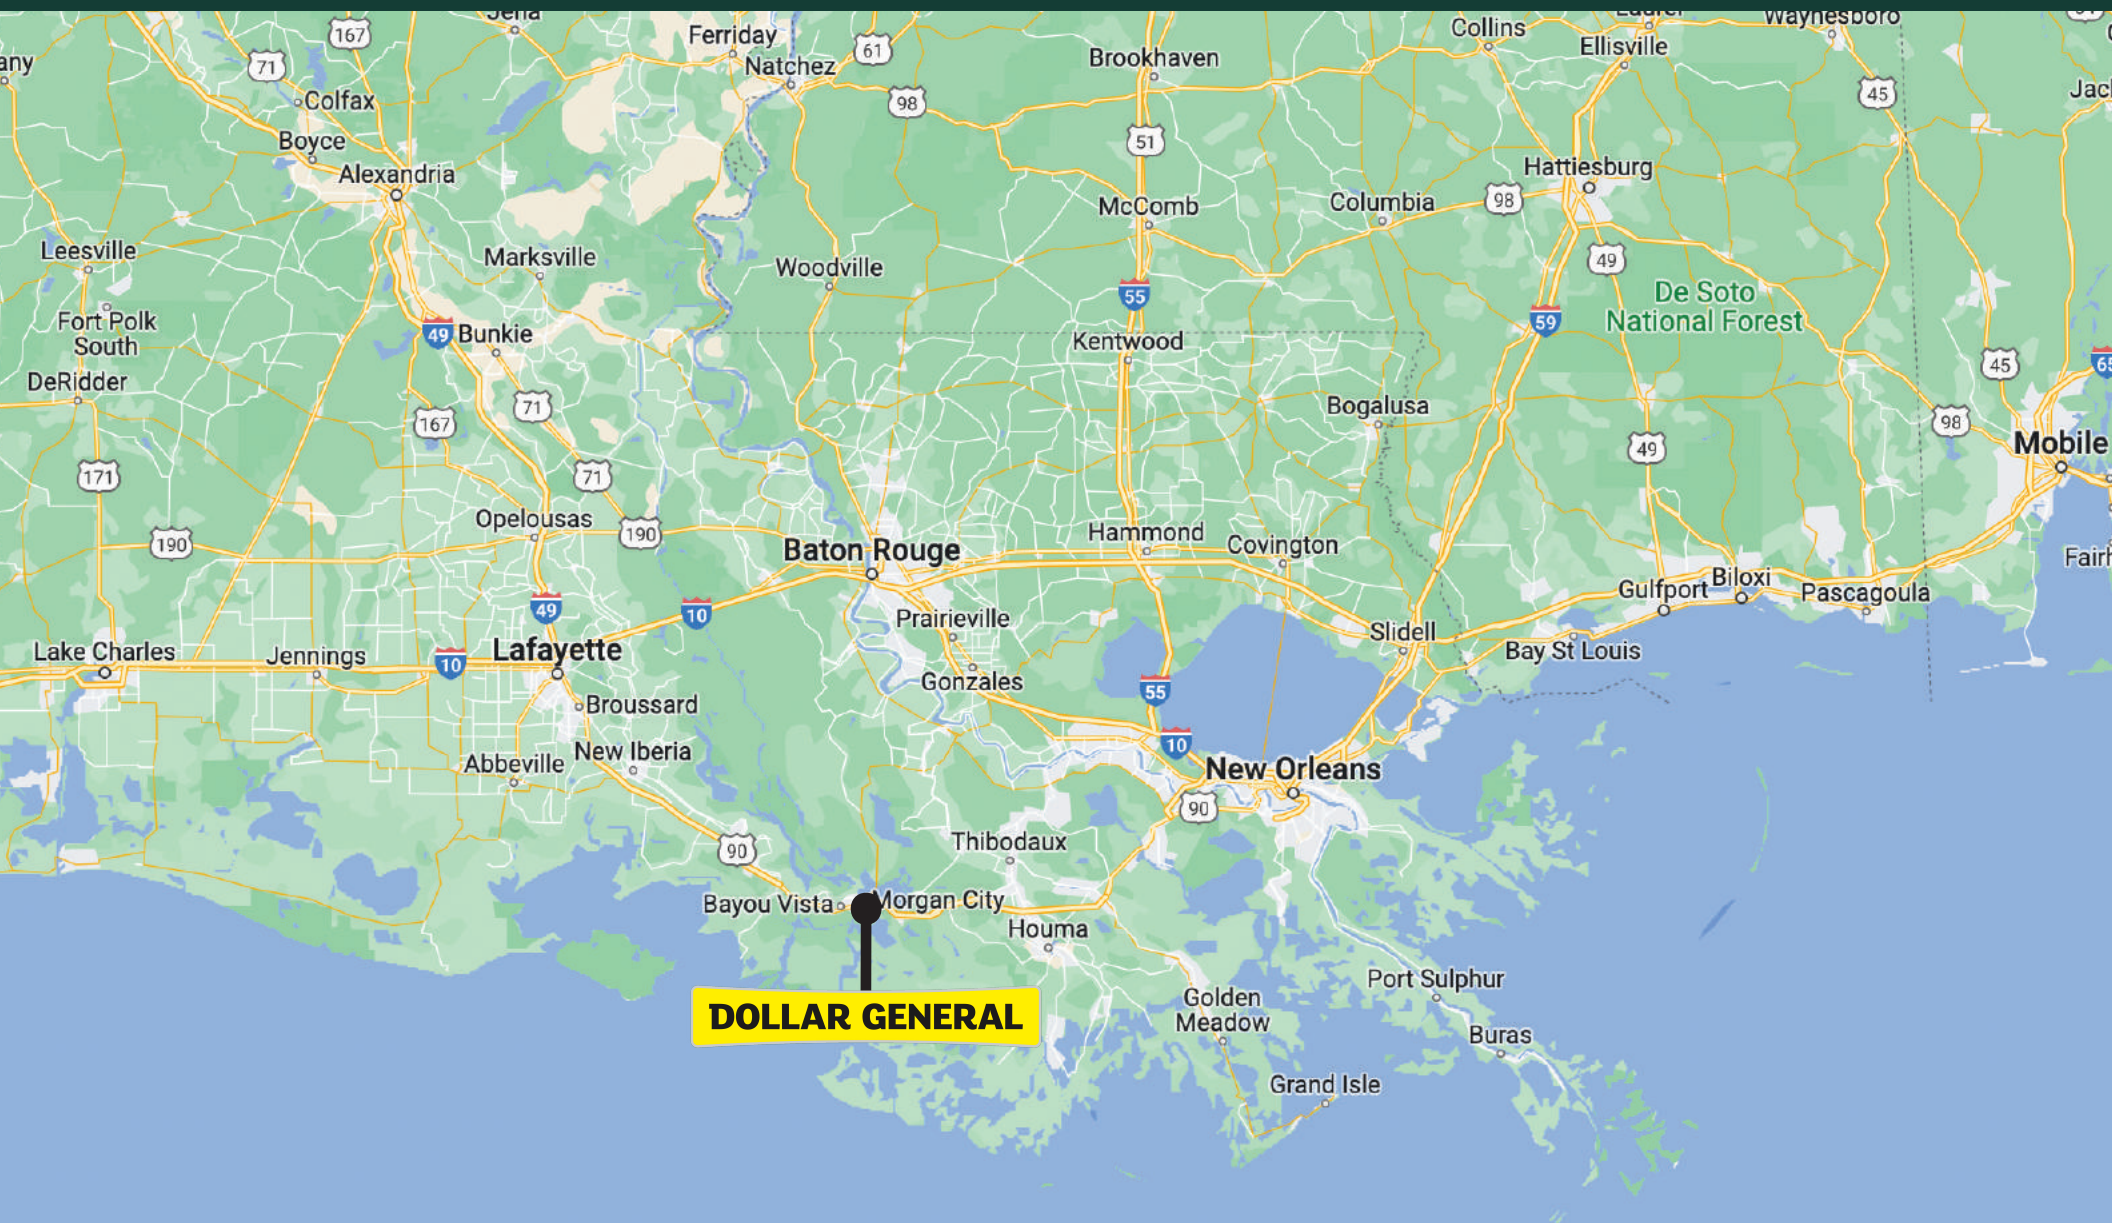 Jena
Collins
Laurel
Waynesboro
167
Ferriday
61
Brookhaven
Ellisville
71
Natchez
98
45
Colfax
Boyce
51
Alexandria
Hattiesburg
98
McComb
Columbia
Leesville
Marksville
Woodville
49
55
De Soto
National Forest
59
Fort Polk
South
49
Bunkie
Kentwood
45
65
DeRidder
71
167
Bogalusa
98
Mobile
171
71
49
Opelousas
190
190
Baton Rouge
Hammond
Covington
Gulfport
Biloxi
Pascagoula
49
10
Prairieville
Slidell
Lake Charles
Jennings
10
Lafayette
Bay St Louis
Gonzales
55
Broussard
New Iberia
Abbeville
10
New Orleans
90
90
Thibodaux
Bayou Vista
Morgan City
Houma
Port Sulphur
DOLLAR GENERAL
Golden
Meadow
Buras
Grand Isle